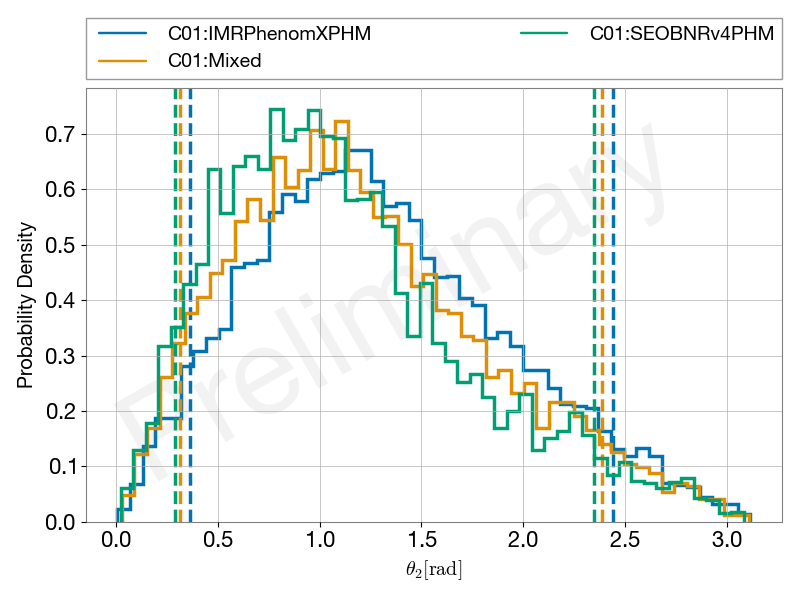 C01:IMRPhenomXPHM
C01:SEOBNRv4PHM
C01:Mixed
Preliminary
Probability Density
0.7
0.6
0.5
0.4
0.3
0.2
0.1
0.0
0.0 0.5 1.0 1.5 2.0 2.5 3.0
θ₂[rad]